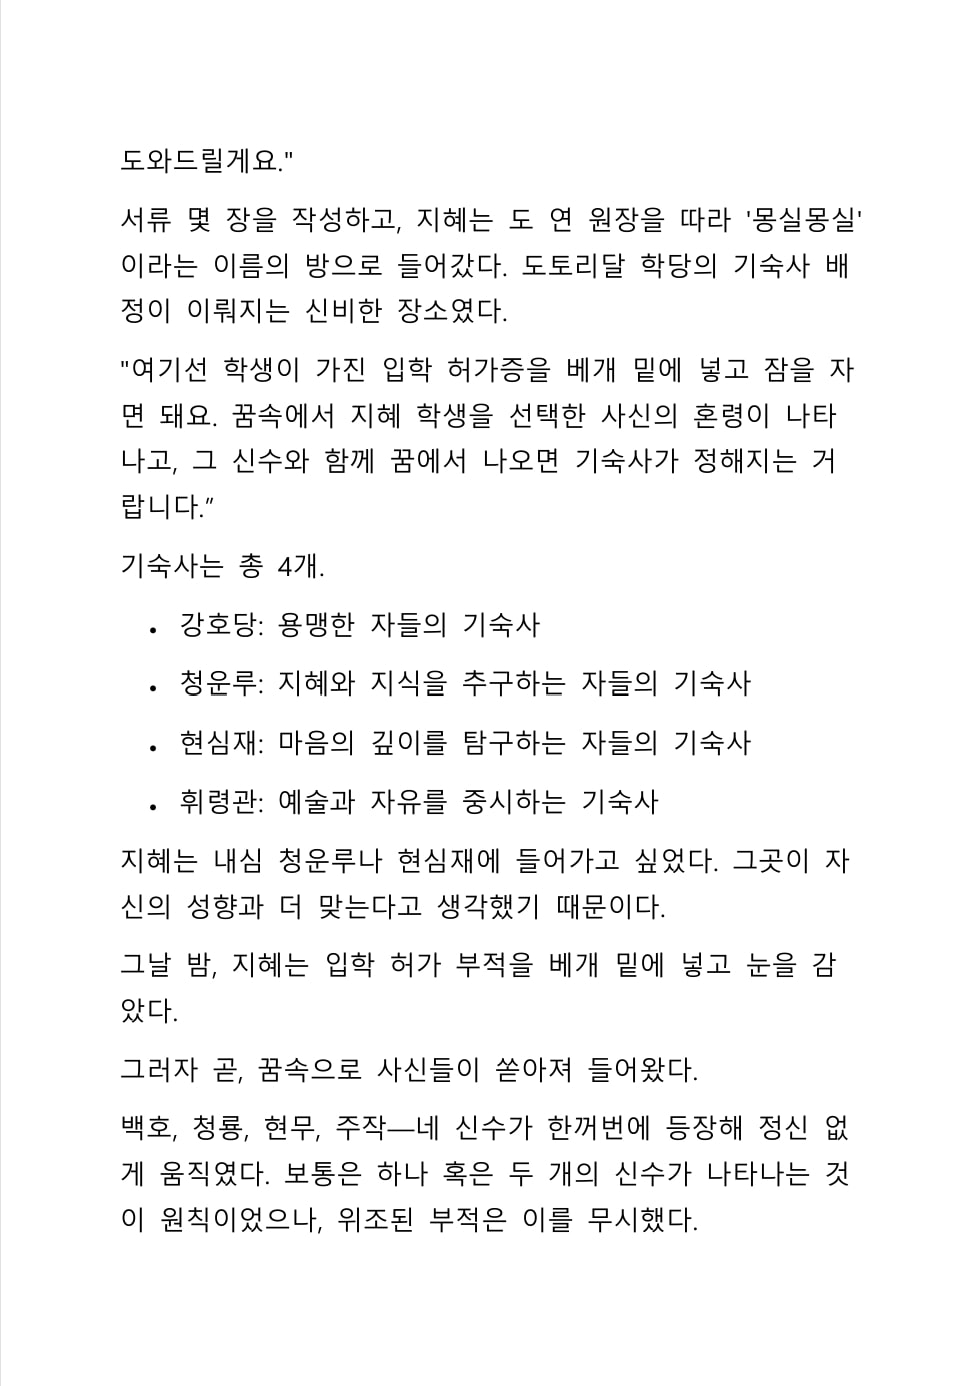 도와드릴게요."
서류 몇 장을 작성하고, 지혜는 도 연 원장을 따라 '몽실몽실'
이라는 이름의 방으로 들어갔다. 도토리달 학당의 기숙사 배
정이 이뤄지는 신비한 장소였다.
"여기선 학생이 가진 입학 허가증을 베개 밑에 넣고 잠을 자
면 돼요. 꿈속에서 지혜 학생을 선택한 사신의 혼령이 나타
나고, 그 신수와 함께 꿈에서 나오면 기숙사가 정해지는 거
랍니다.”
기숙사는 총 4개.
• 강호당: 용맹한 자들의 기숙사
• 청운루: 지혜와 지식을 추구하는 자들의 기숙사
• 현심재: 마음의 깊이를 탐구하는 자들의 기숙사
• 휘령관: 예술과 자유를 중시하는 기숙사
지혜는 내심 청운루나 현심재에 들어가고 싶었다. 그곳이 자
신의 성향과 더 맞는다고 생각했기 때문이다.
그날 밤, 지혜는 입학 허가 부적을 베개 밑에 넣고 눈을 감
았다.
그러자 곧, 꿈속으로 사신들이 쏟아져 들어왔다.
백호, 청룡, 현무, 주작—네 신수가 한꺼번에 등장해 정신 없
게 움직였다. 보통은 하나 혹은 두 개의 신수가 나타나는 것
이 원칙이었으나, 위조된 부적은 이를 무시했다.